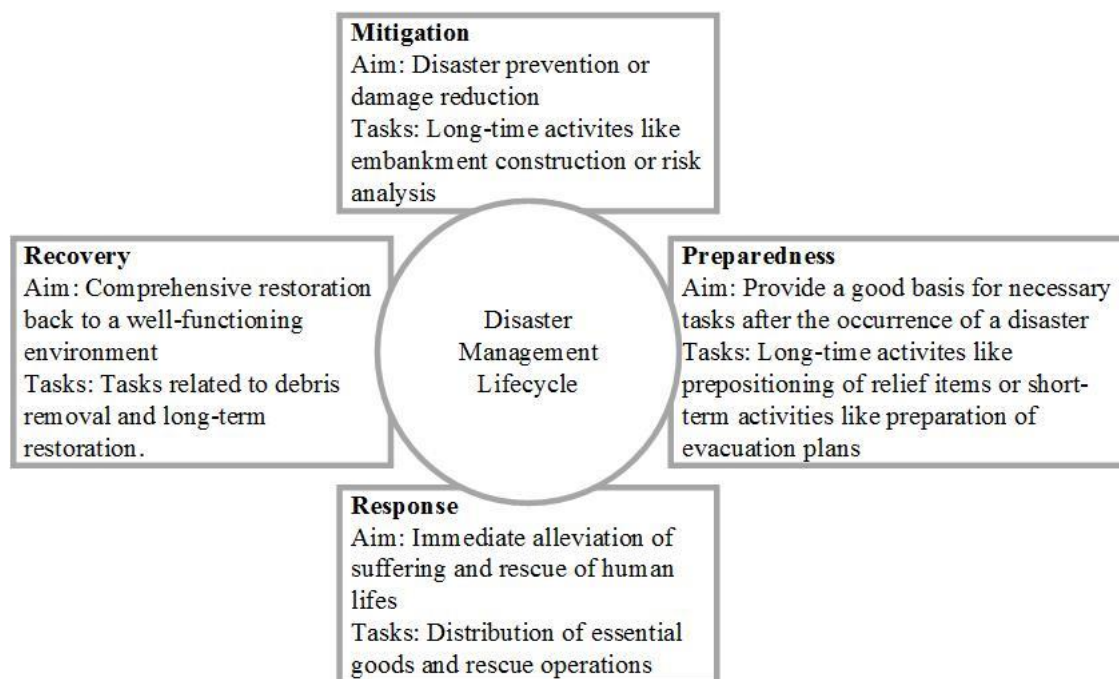 Mitigation
Aim: Disaster prevention or
damage reduction
Tasks: Long-time activites like
embankment construction or risk
analysis
Recovery
Aim: Comprehensive restoration
back to a well-functioning
environment
Tasks: Tasks related to debris
removal and long-term
restoration.
Disaster
Management
Lifecycle
Preparedness
Aim: Provide a good basis for necessary
tasks after the occurrence of a disaster
Tasks: Long-time activites like
prepositioning of relief items or short-
term activities like preparation of
evacuation plans
Response
Aim: Immediate alleviation of
suffering and rescue of human
lifes
Tasks: Distribution of essential
goods and rescue operations